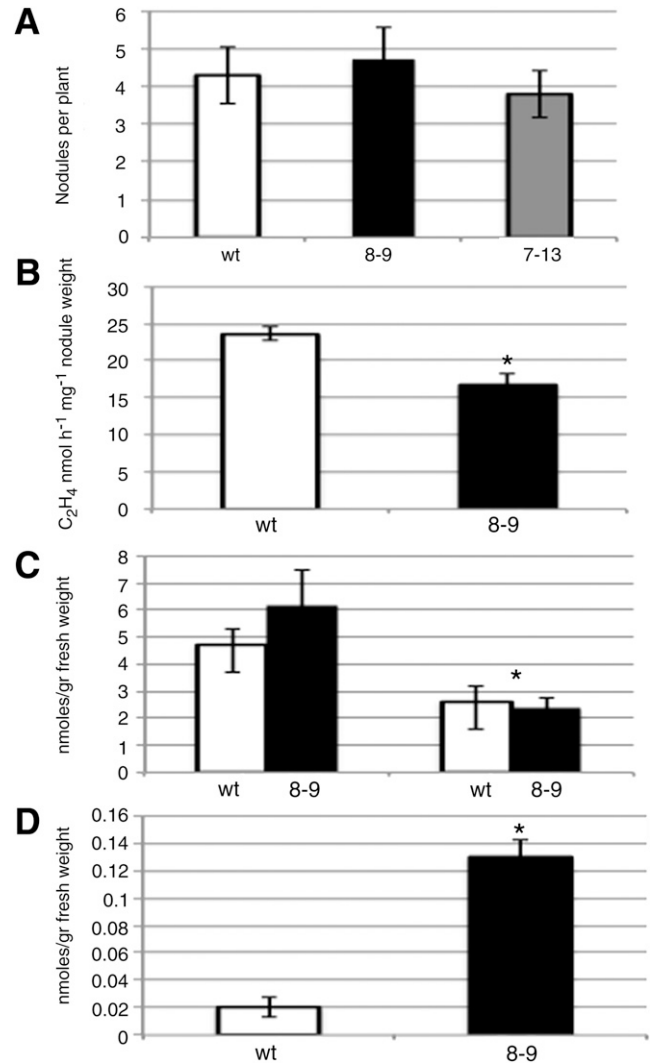 A
Nodules per plant
6
5
4
3
2
1
0
wt 8-9 7-13
B
C₂H₄ nmol h⁻¹ mg⁻¹ nodule weight
30
25
20
15
10
5
0
*
wt 8-9
C
nmoles/gr fresh weight
8
7
6
5
4
3
2
1
0
*
wt 8-9 wt 8-9
D
nmoles/gr fresh weight
0.16
0.14
0.12
0.1
0.08
0.06
0.04
0.02
0
*
wt 8-9